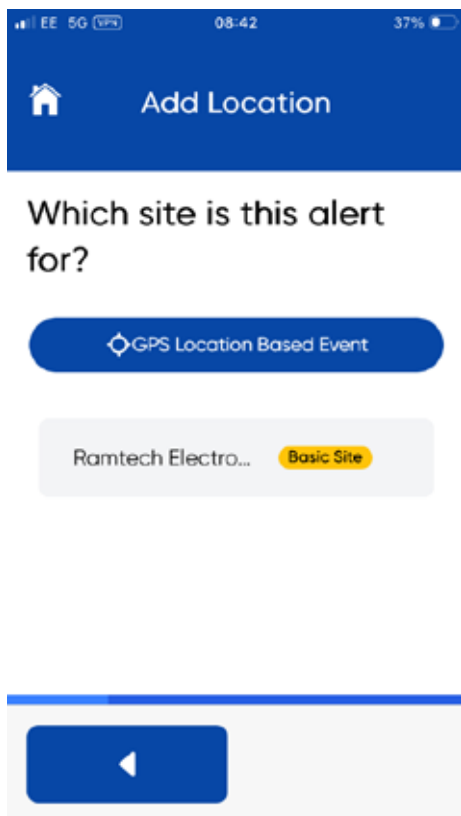 EE 5G VPN 08:42 37%
Add Location
Which site is this alert
for?
GPS Location Based Event
Ramtech Electro... Basic Site